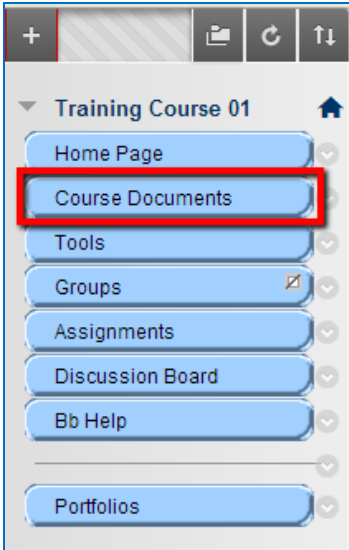 Training Course 01
Home Page
Course Documents
Tools
Groups
Assignments
Discussion Board
Bb Help
Portfolios